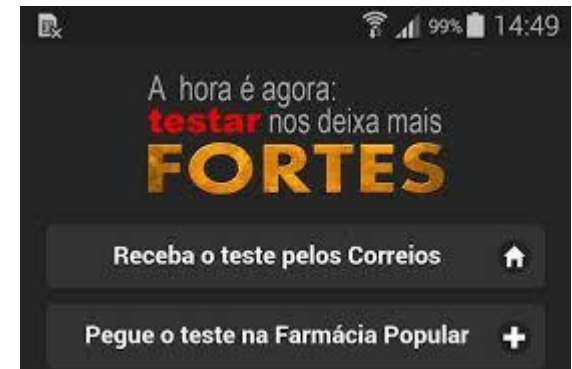 99% 14:49
A hora é agora:
testar nos deixa mais
FORTES
Receba o teste pelos Correios
Pegue o teste na Farmácia Popular